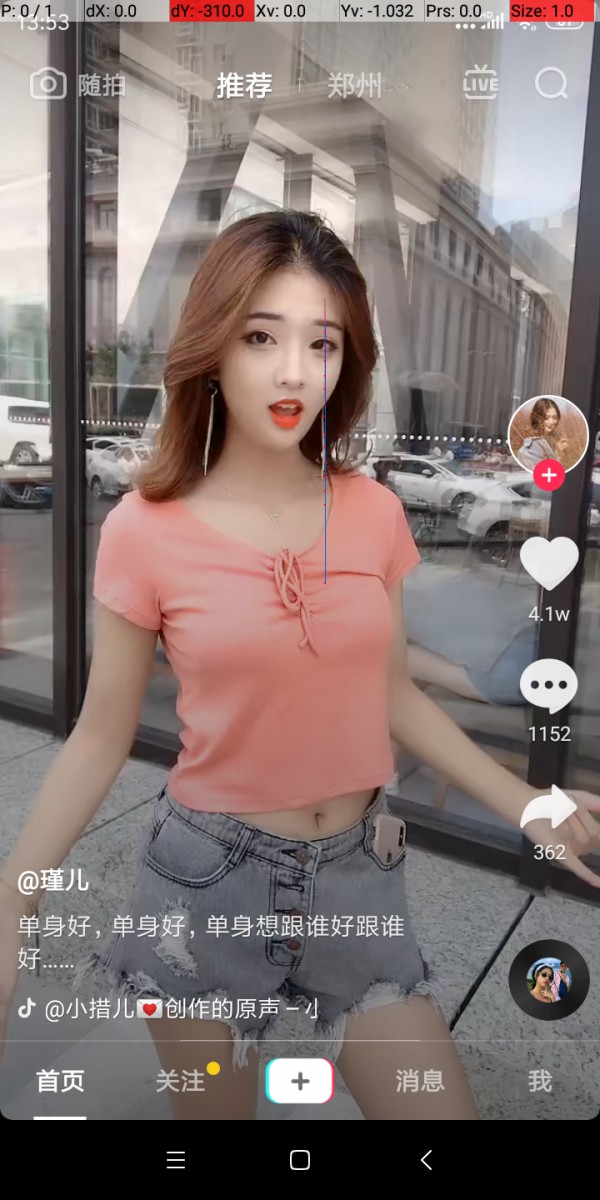 P: 0 / 1 dX: 0.0 dY: -310.0 Xv: 0.0 Yv: -1.032 Prs: 0.0 Size: 1.0
13:53
随拍 推荐 郑州 LIVE
4.1w
1152
362
@瑾儿
单身好，单身好，单身想跟谁好跟谁
好……
@小措儿💌创作的原声 – 小
首页 关注 消息 我